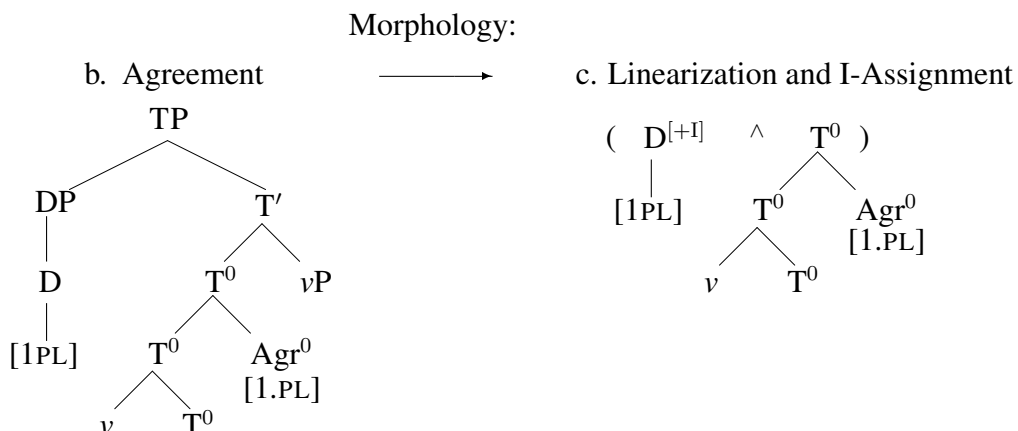 Morphology:
b. Agreement
TP
DP T′
D T⁰ vP
[1PL] T⁰ Agr⁰
[1.PL]
v T⁰
c. Linearization and I-Assignment
( D[+I] ^ T⁰ )
[1PL] T⁰ Agr⁰
[1.PL]
v T⁰